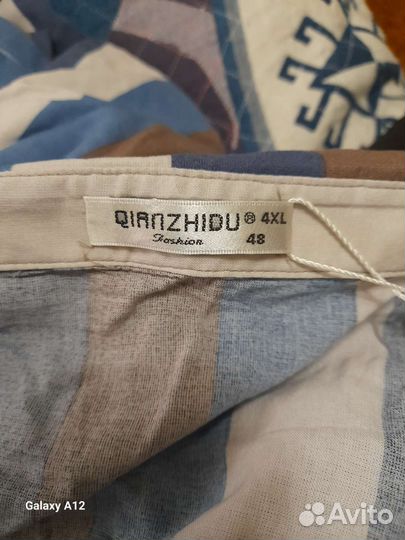 QIANZHIDU® 4XL
Fashion 48
Galaxy A12
Avito